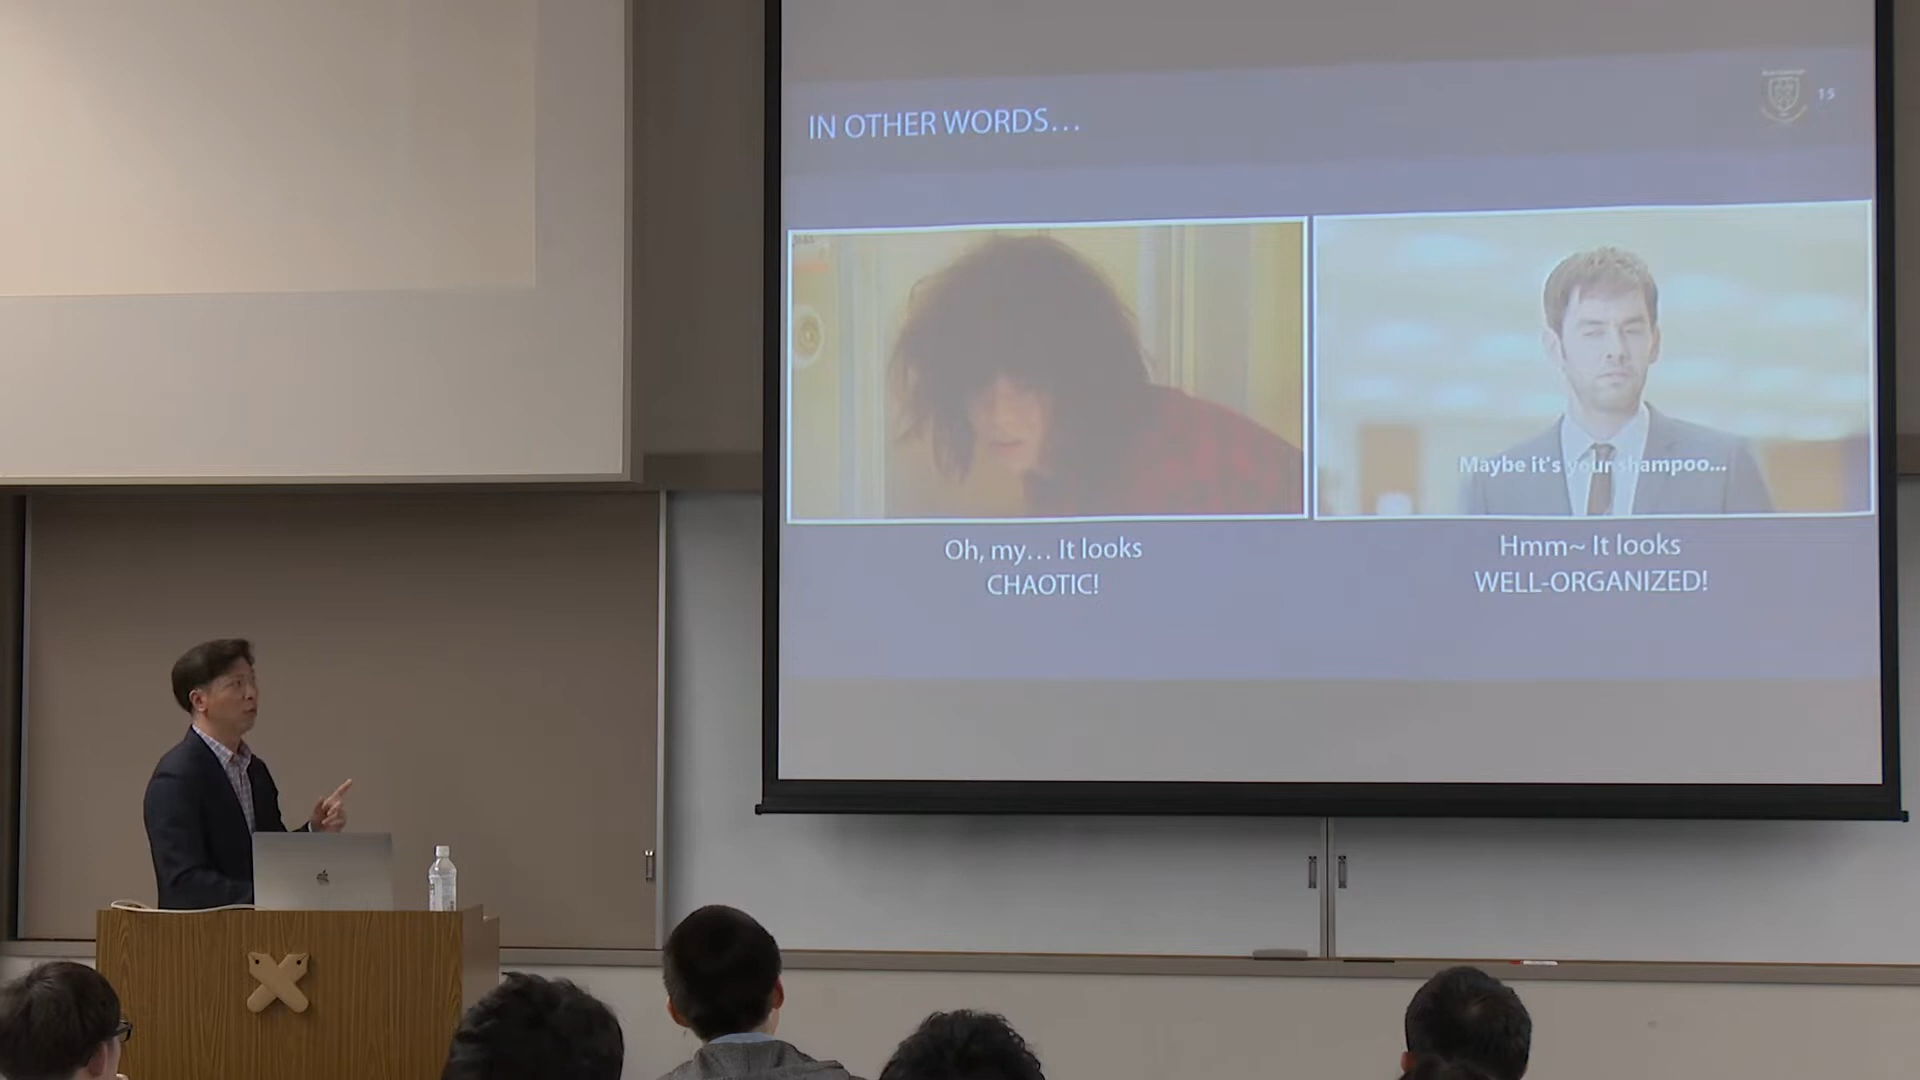 IN OTHER WORDS...
15
Maybe it's your shampoo...
Oh, my... It looks
CHAOTIC!
Hmm~ It looks
WELL-ORGANIZED!